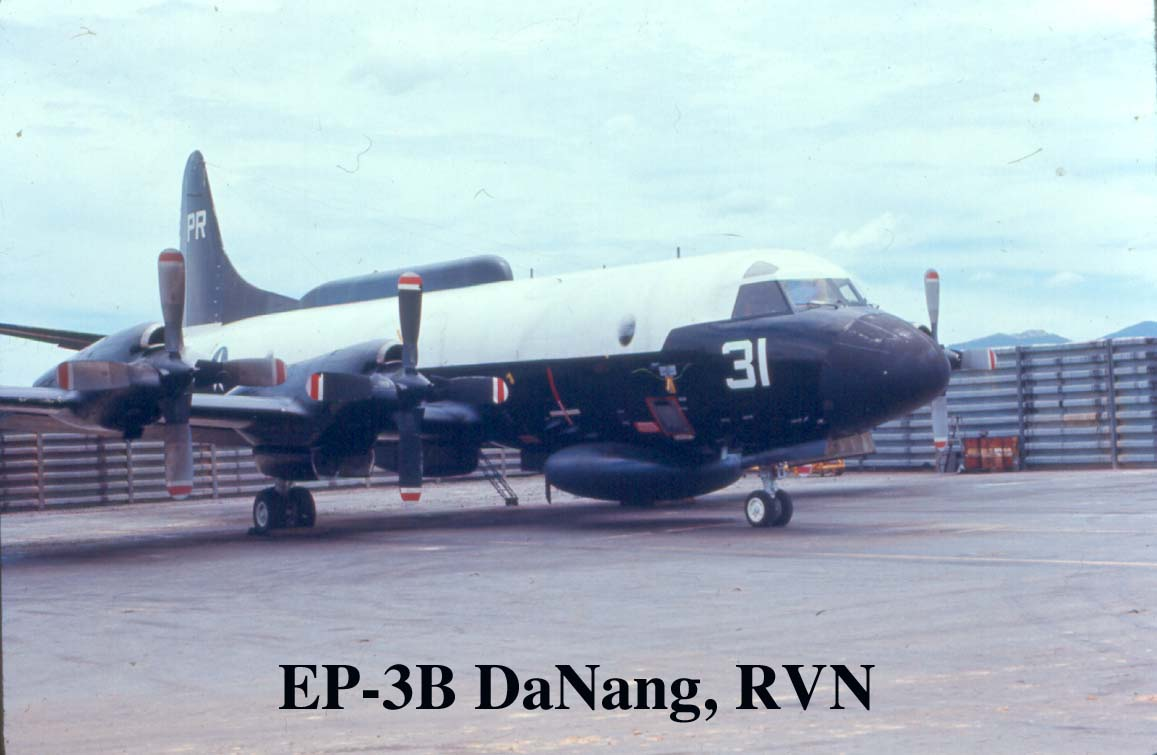 PR
31
EP-3B DaNang, RVN